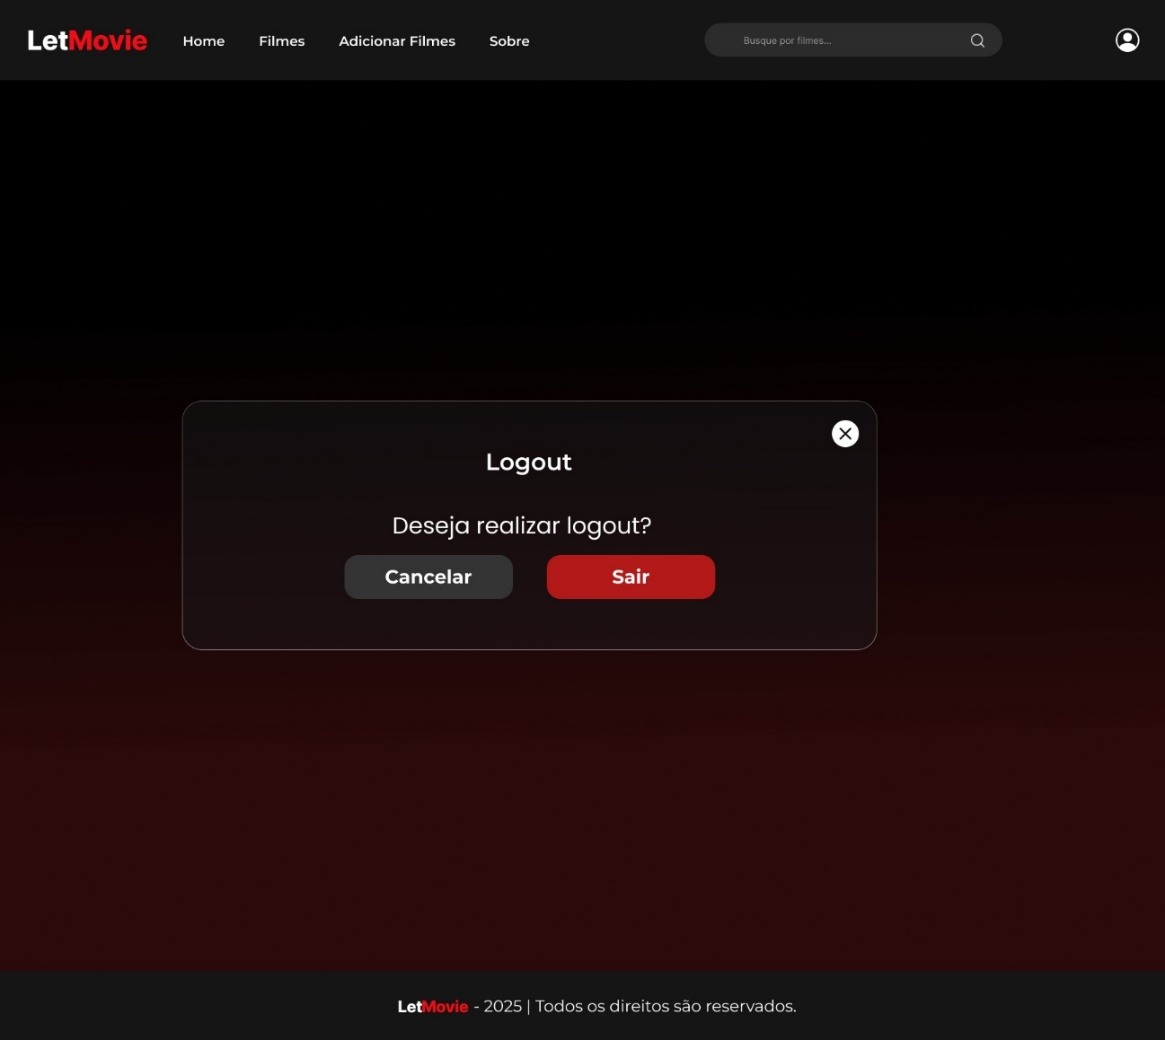 LetMovie Home Filmes Adicionar Filmes Sobre Busque por filmes...
Logout
Deseja realizar logout?
Cancelar Sair
LetMovie - 2025 | Todos os direitos são reservados.